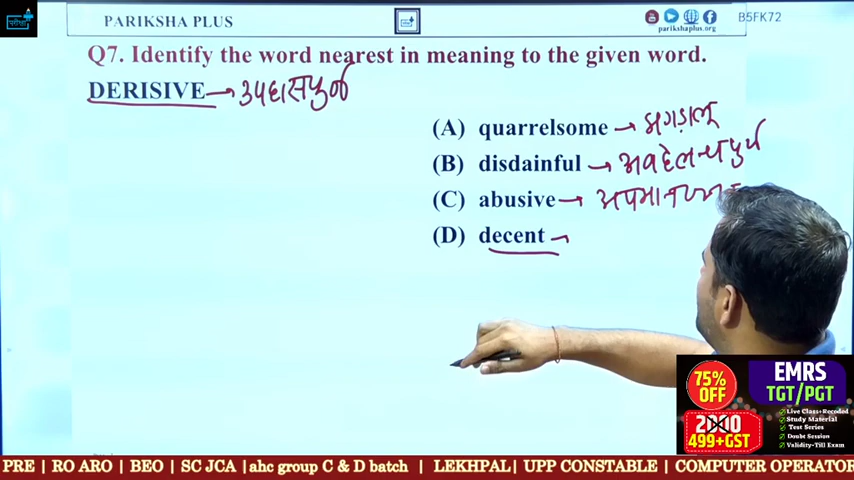 परीक्षा
PARIKSHA PLUS
B5FK72
parikshaplus.org
Q7. Identify the word nearest in meaning to the given word.
DERISIVE → उपहासपूर्ण
(A) quarrelsome → झगड़ालू
(B) disdainful → अवहेलनापूर्ण
(C) abusive →
(D) decent →
75%
OFF
EMRS
TGT/PGT
2000
499+GST
Live Class+Recoded
Study Material
Test Series
Doubt Session
Validity-Till Exam
PRE | RO ARO | BEO | SC JCA | ahc group C & D batch | LEKHPAL| UPP CONSTABLE | COMPUTER OPERATOR